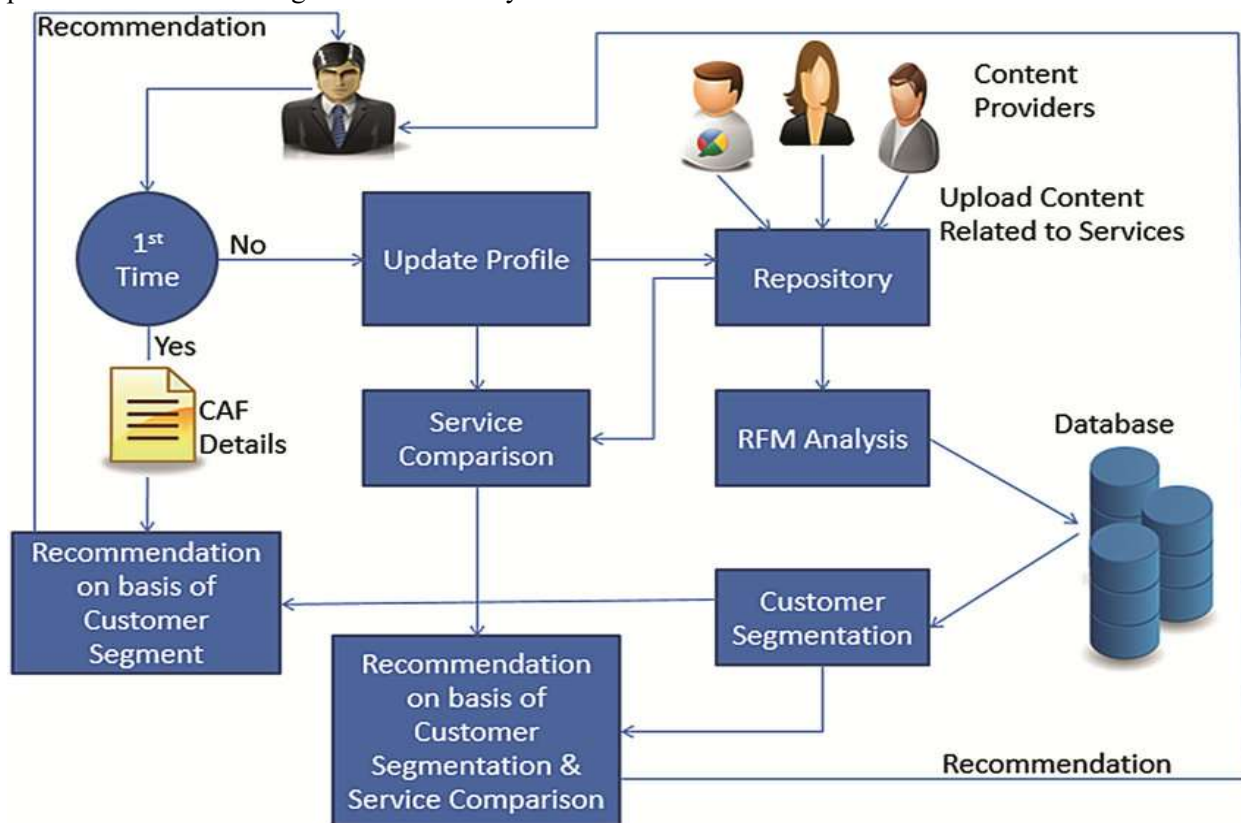 Recommendation
Content
Providers
Upload Content
Related to Services
1st
Time
No
Update Profile
Repository
Yes
CAF
Details
Service
Comparison
RFM Analysis
Database
Recommendation
on basis of
Customer
Segment
Customer
Segmentation
Recommendation
on basis of
Customer
Segmentation &
Service Comparison
Recommendation